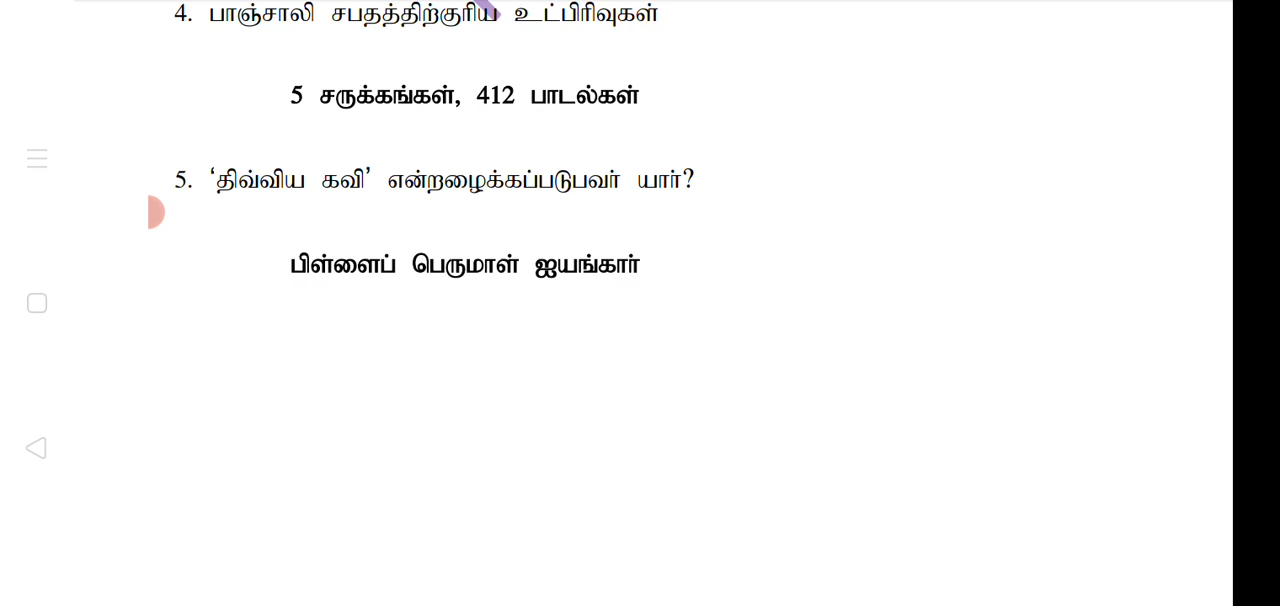 4. பாஞ்சாலி சபதத்திற்குரிய உட்பிரிவுகள்
5 சருக்கங்கள், 412 பாடல்கள்
5. ‘திவ்விய கவி’ என்றழைக்கப்படுபவர் யார்?
பிள்ளைப் பெருமாள் ஐயங்கார்